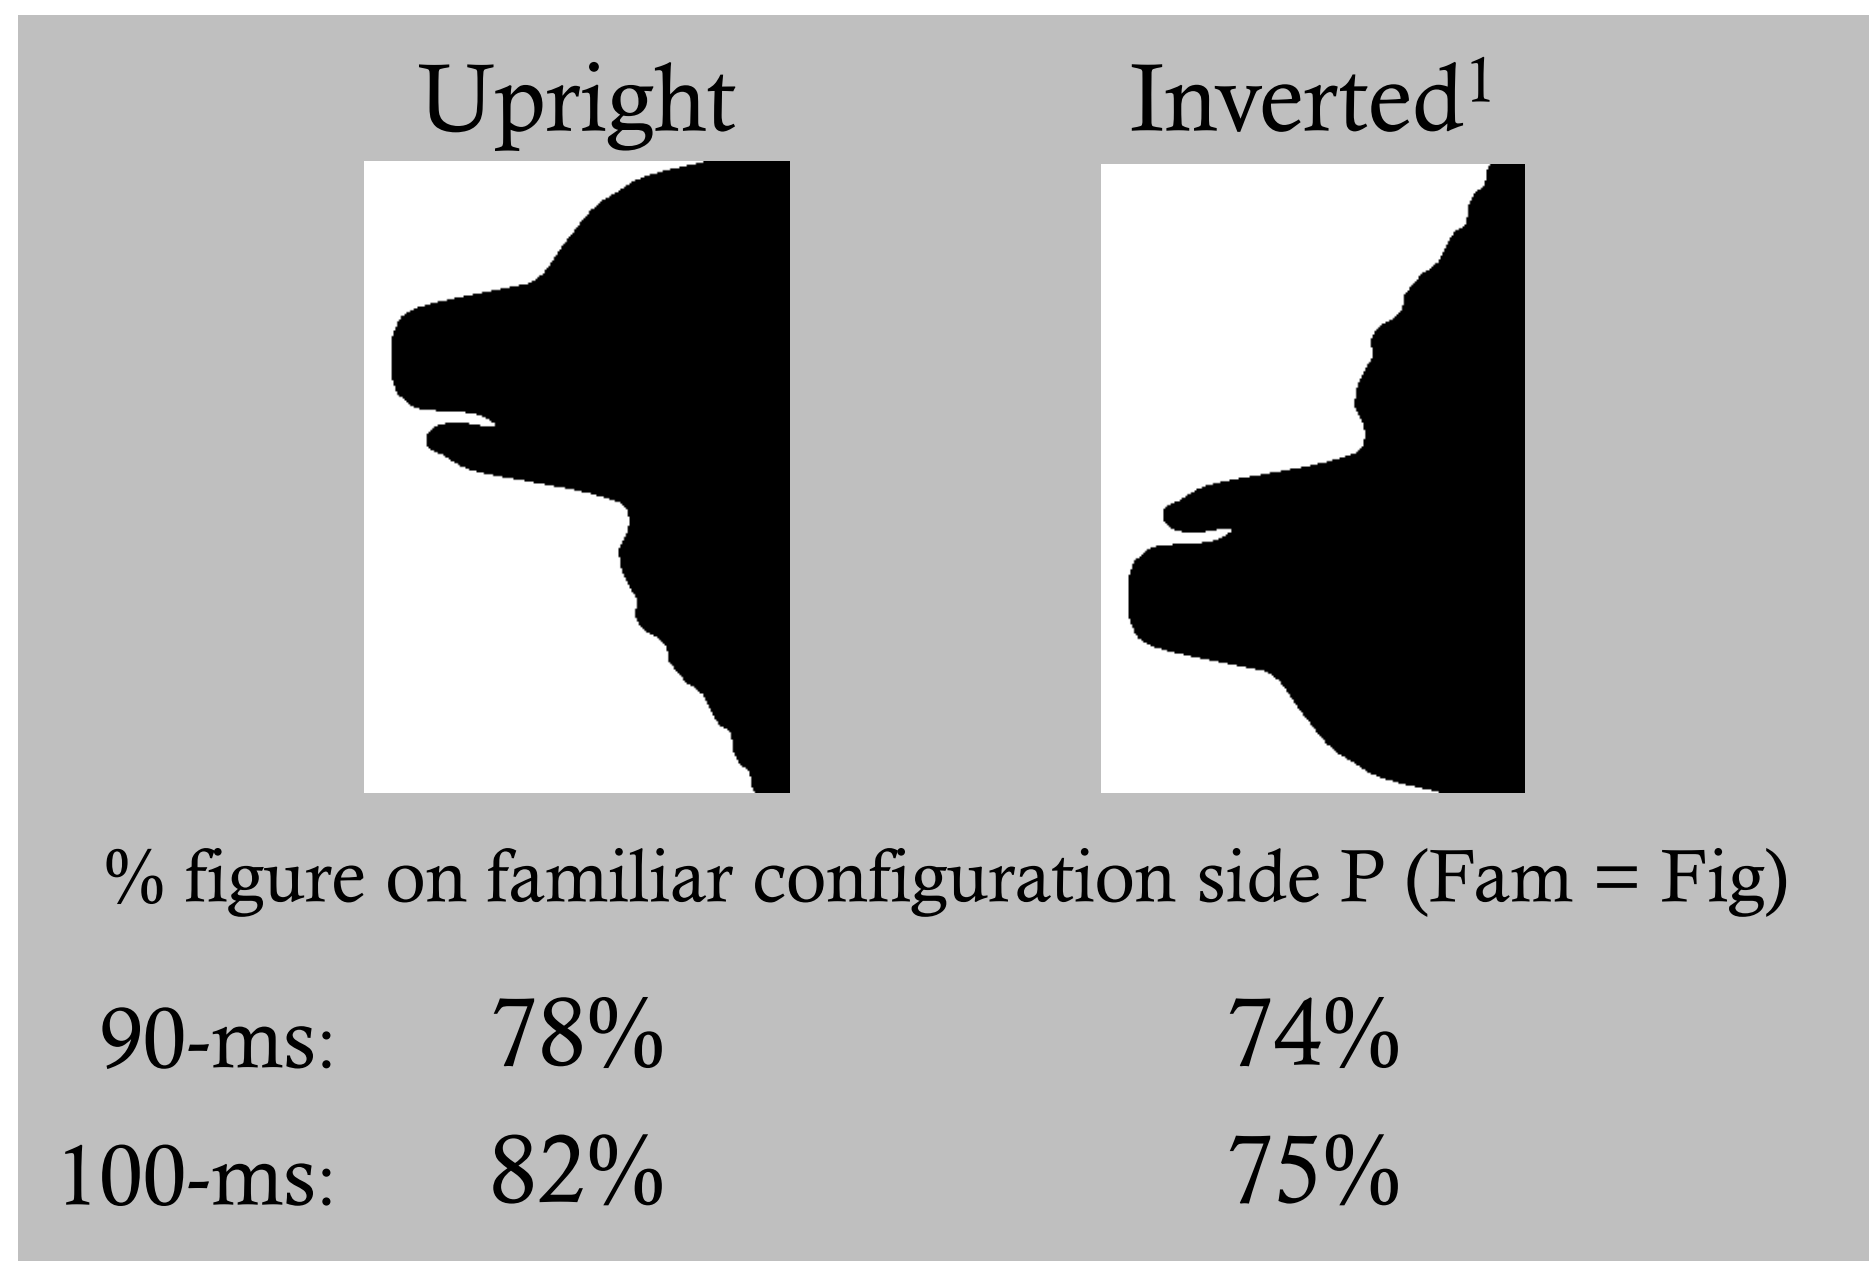 Upright Inverted¹
% figure on familiar configuration side P (Fam = Fig)
90-ms: 78% 74%
100-ms: 82% 75%